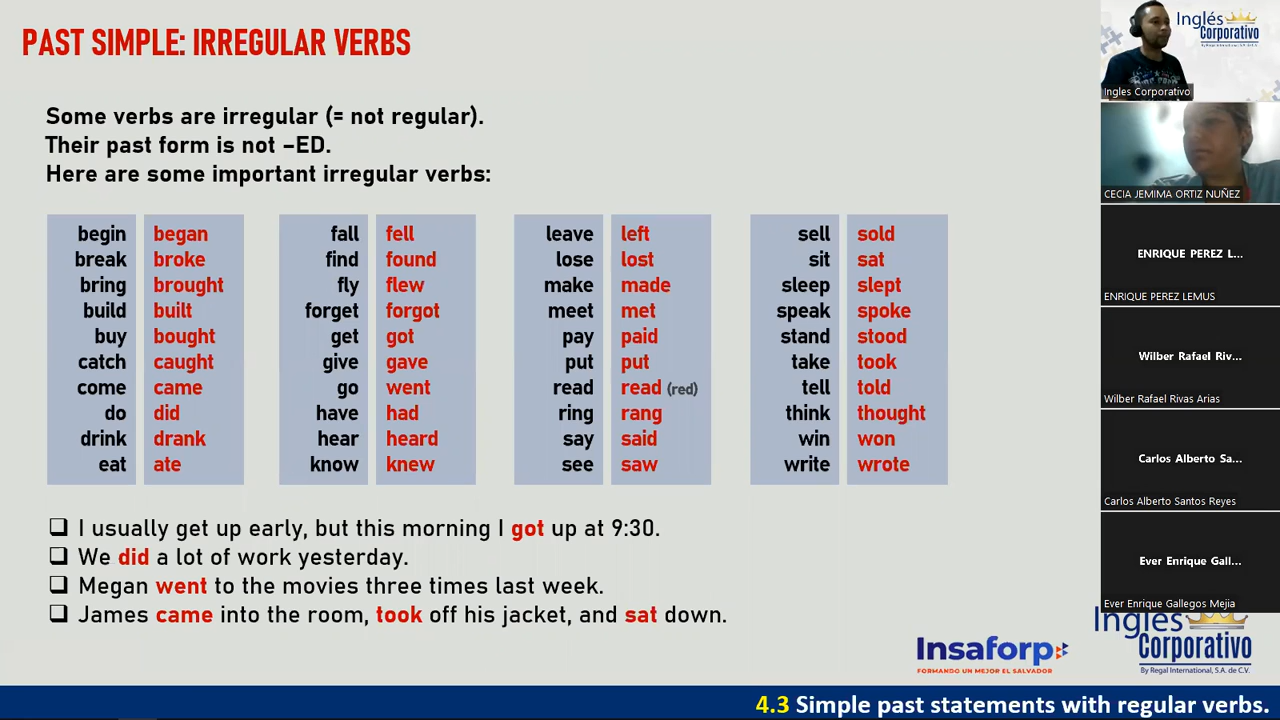 PAST SIMPLE: IRREGULAR VERBS
Some verbs are irregular (= not regular).
Their past form is not –ED.
Here are some important irregular verbs:
begin began
break broke
bring brought
build built
buy bought
catch caught
come came
do did
drink drank
eat ate
fall fell
find found
fly flew
forget forgot
get got
give gave
go went
have had
hear heard
know knew
leave left
lose lost
make made
meet met
pay paid
put put
read read (red)
ring rang
say said
see saw
sell sold
sit sat
sleep slept
speak spoke
stand stood
take took
tell told
think thought
win won
write wrote
I usually get up early, but this morning I got up at 9:30.
We did a lot of work yesterday.
Megan went to the movies three times last week.
James came into the room, took off his jacket, and sat down.
Insaforp
FORMANDO UN MEJOR EL SALVADOR
Inglés
Corporativo
By Regal International, S.A. de C.V.
4.3 Simple past statements with regular verbs.
Inglés
Corporativo
By Regal International, S.A. de C.V.
Ingles Corporativo
CECIA JEMIMA ORTIZ NUÑEZ
ENRIQUE PEREZ L...
ENRIQUE PEREZ LEMUS
Wilber Rafael Riv...
Wilber Rafael Rivas Arias
Carlos Alberto Sa...
Carlos Alberto Santos Reyes
Ever Enrique Gall...
Ever Enrique Gallegos Mejia